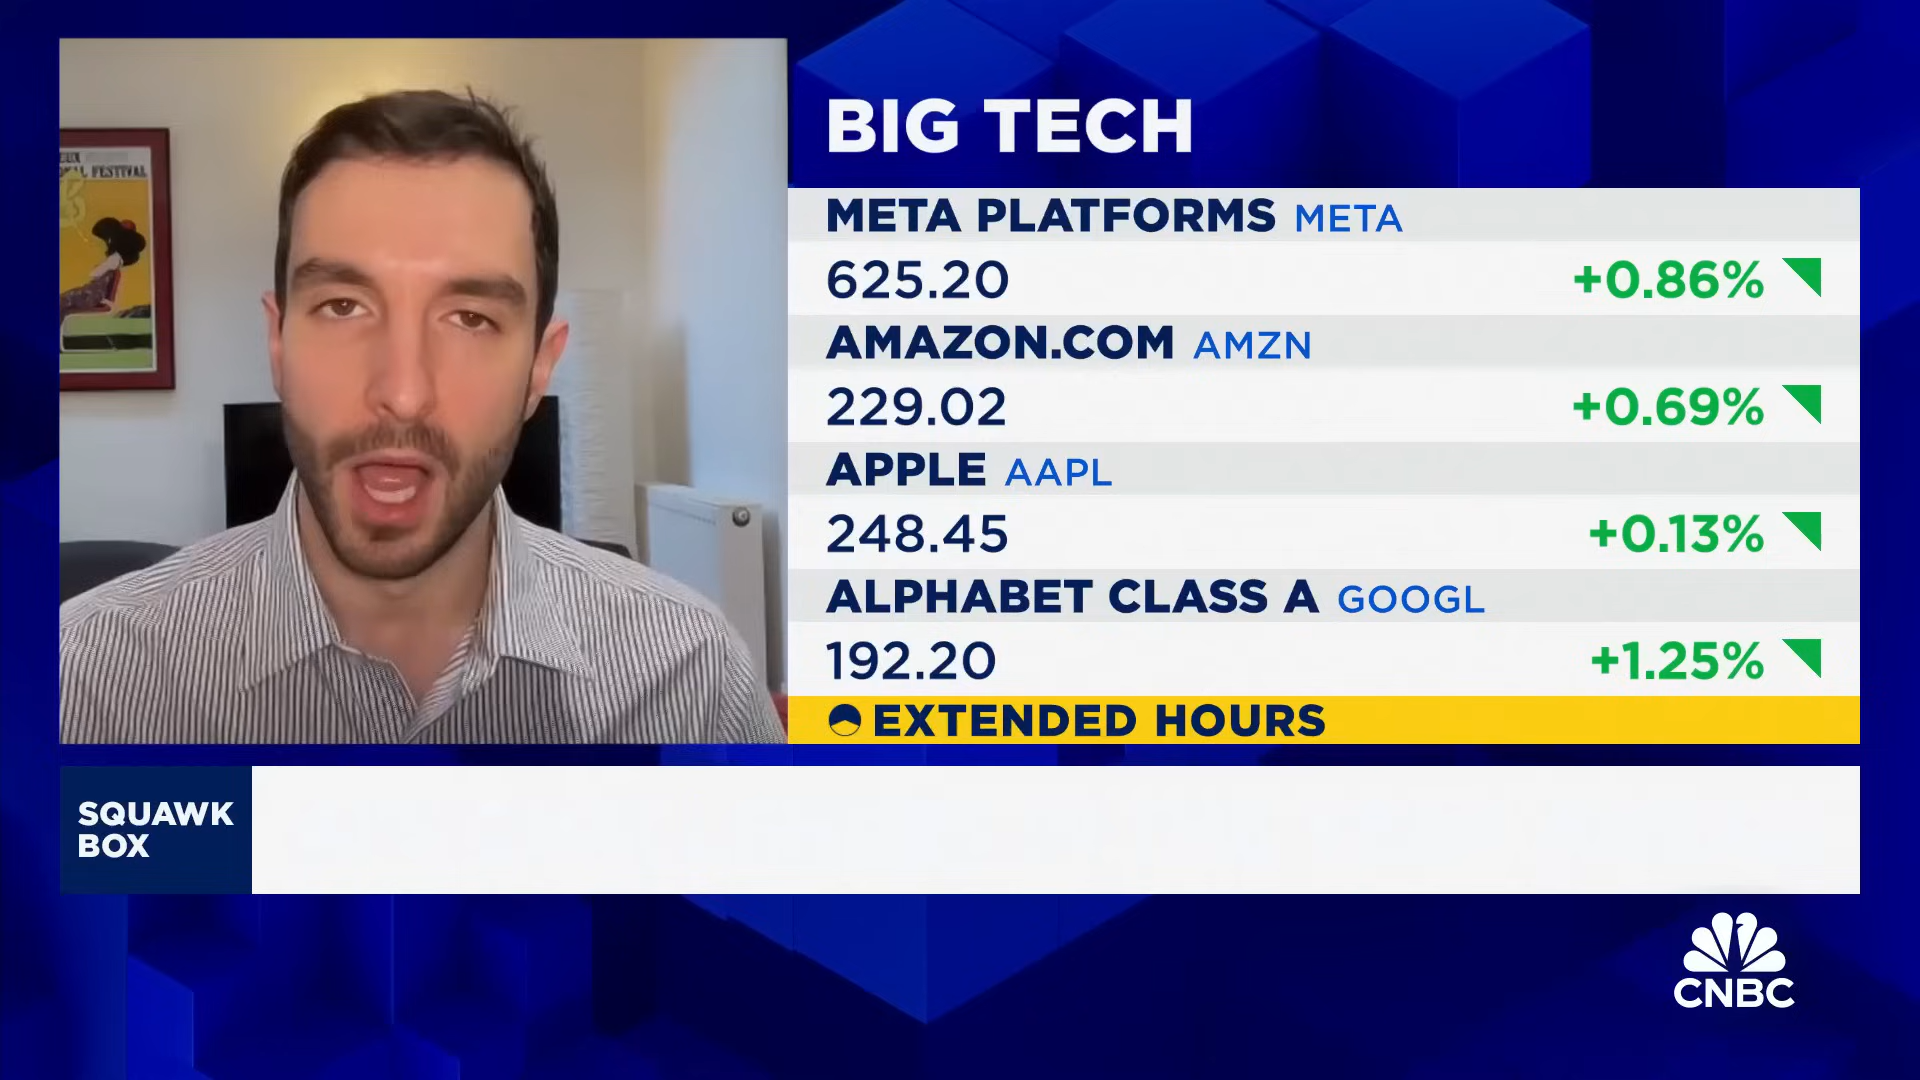 FESTIVAL
BIG TECH
META PLATFORMS META
625.20 +0.86%
AMAZON.COM AMZN
229.02 +0.69%
APPLE AAPL
248.45 +0.13%
ALPHABET CLASS A GOOGL
192.20 +1.25%
EXTENDED HOURS
SQUAWK
BOX
CNBC